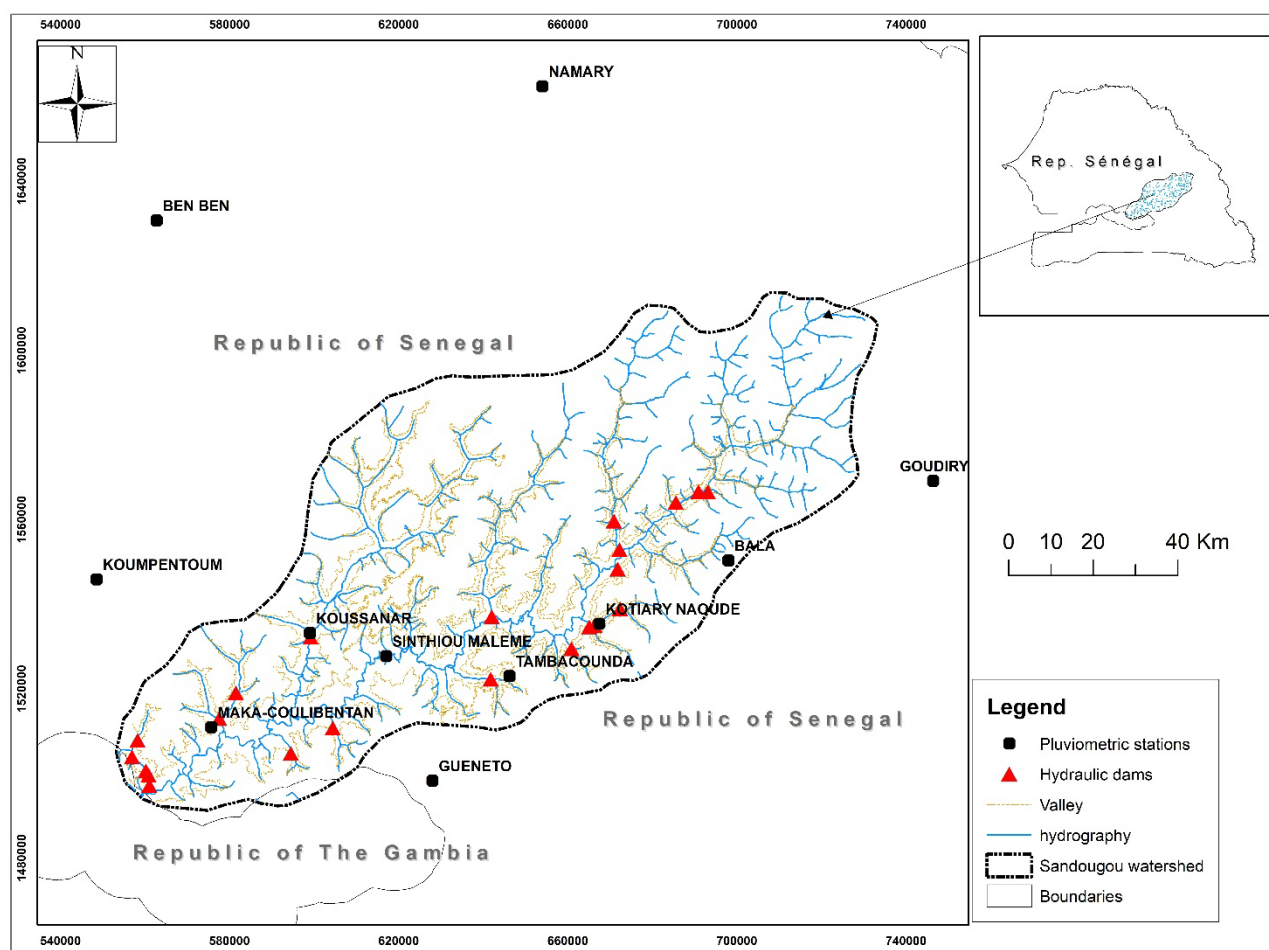 540000 580000 620000 660000 700000 740000
N
NAMARY
1640000
BEN BEN
Rep. Sénégal
Republic of Senegal
1600000
GOUDIRY
1560000
BALA
0 10 20 40 Km
KOUMPENTOUM
KOTIARY NAOUDE
KOUSSANAR
SINTHIOU MALEME
TAMBACOUNDA
1520000
MAKA-COULIBENTAN
Republic of Senegal
GUENETO
Republic of The Gambia
1480000
Legend
Pluviometric stations
Hydraulic dams
Valley
hydrography
Sandougou watershed
Boundaries
540000 580000 620000 660000 700000 740000